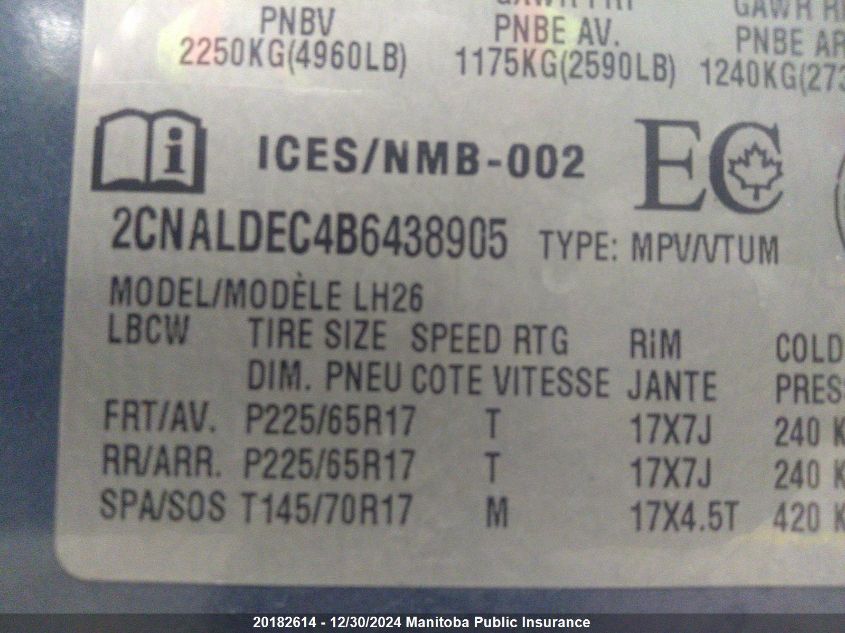 PNBV PNBE AV. PNBE AR
2250KG(4960LB) 1175KG(2590LB) 1240KG(273
ICES/NMB-002 EC
2CNALDEC4B6438905 TYPE: MPV/VTUM
MODEL/MODÈLE LH26
LBCW TIRE SIZE SPEED RTG RiM COLD
DIM. PNEU COTE VITESSE JANTE PRES
FRT/AV. P225/65R17 T 17X7J 240 K
RR/ARR. P225/65R17 T 17X7J 240 K
SPA/SOS T145/70R17 M 17X4.5T 420 K
20182614 - 12/30/2024 Manitoba Public Insurance